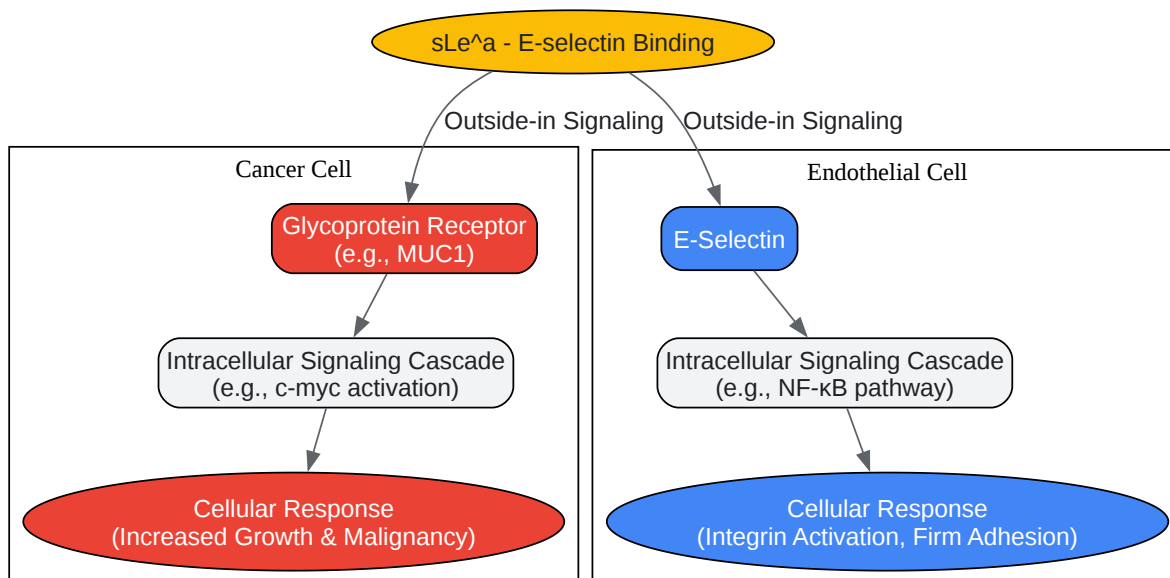 sLe^a - E-selectin Binding
Outside-in Signaling
Outside-in Signaling
Cancer Cell
Endothelial Cell
Glycoprotein Receptor
(e.g., MUC1)
E-Selectin
Intracellular Signaling Cascade
(e.g., c-myc activation)
Intracellular Signaling Cascade
(e.g., NF-κB pathway)
Cellular Response
(Increased Growth & Malignancy)
Cellular Response
(Integrin Activation, Firm Adhesion)